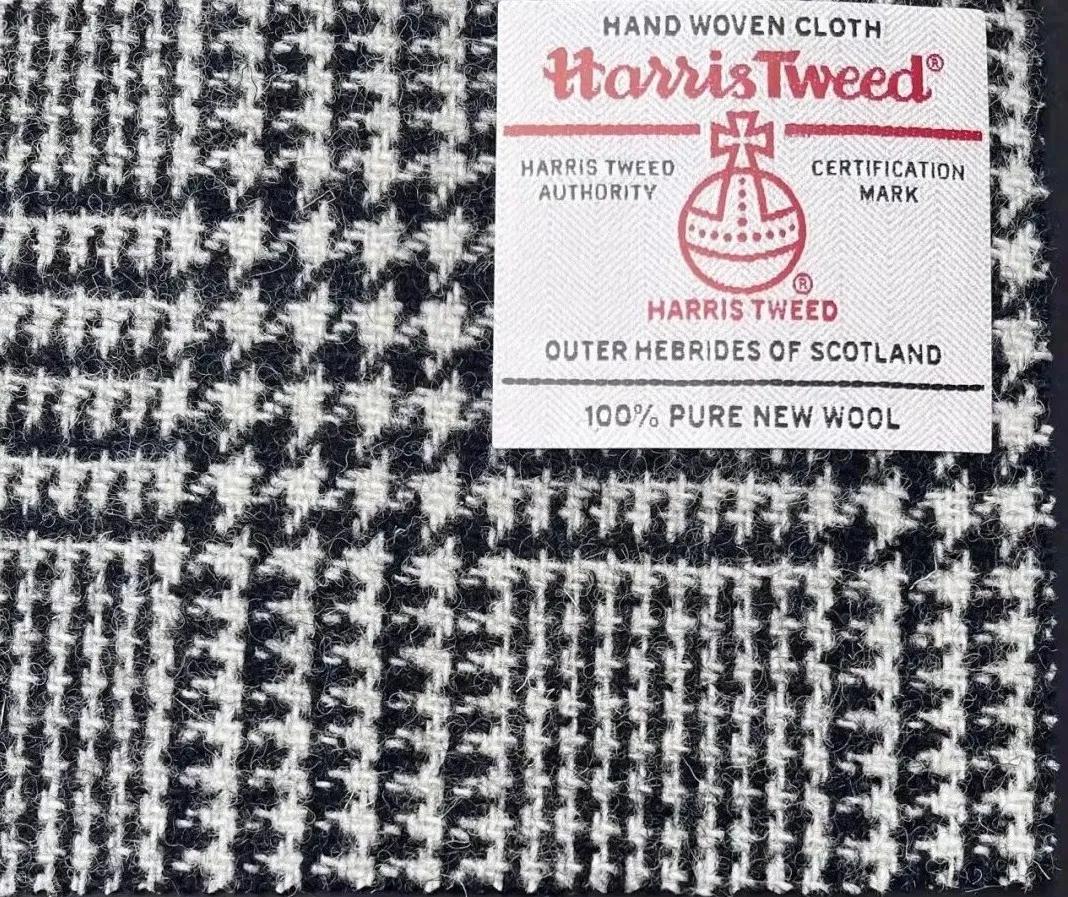 HAND WOVEN CLOTH
Harris Tweed®
HARRIS TWEED AUTHORITY
CERTIFICATION MARK
®
HARRIS TWEED
OUTER HEBRIDES OF SCOTLAND
100% PURE NEW WOOL